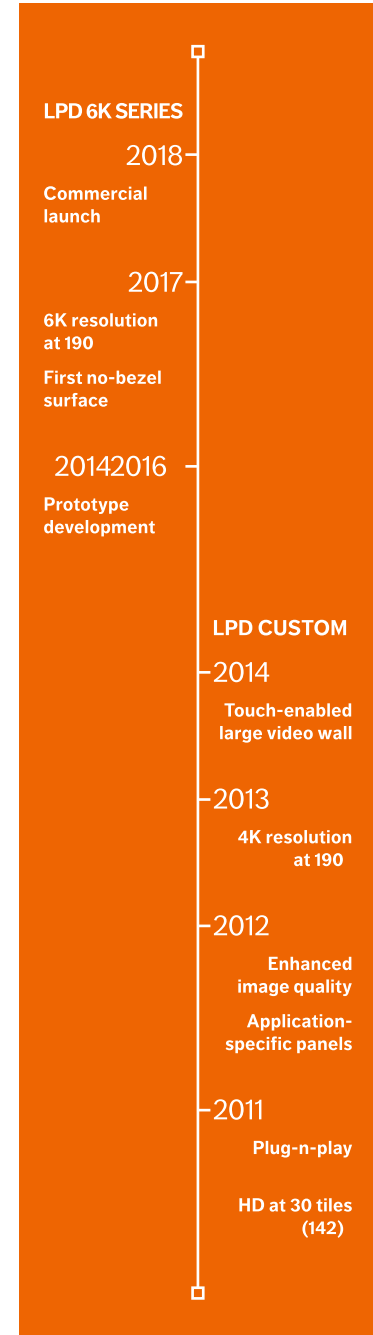 LPD 6K SERIES
2018
Commercial
launch
2017
6K resolution
at 190
First no-bezel
surface
20142016
Prototype
development
LPD CUSTOM
2014
Touch-enabled
large video wall
2013
4K resolution
at 190
2012
Enhanced
image quality
Application-
specific panels
2011
Plug-n-play
HD at 30 tiles
(142)